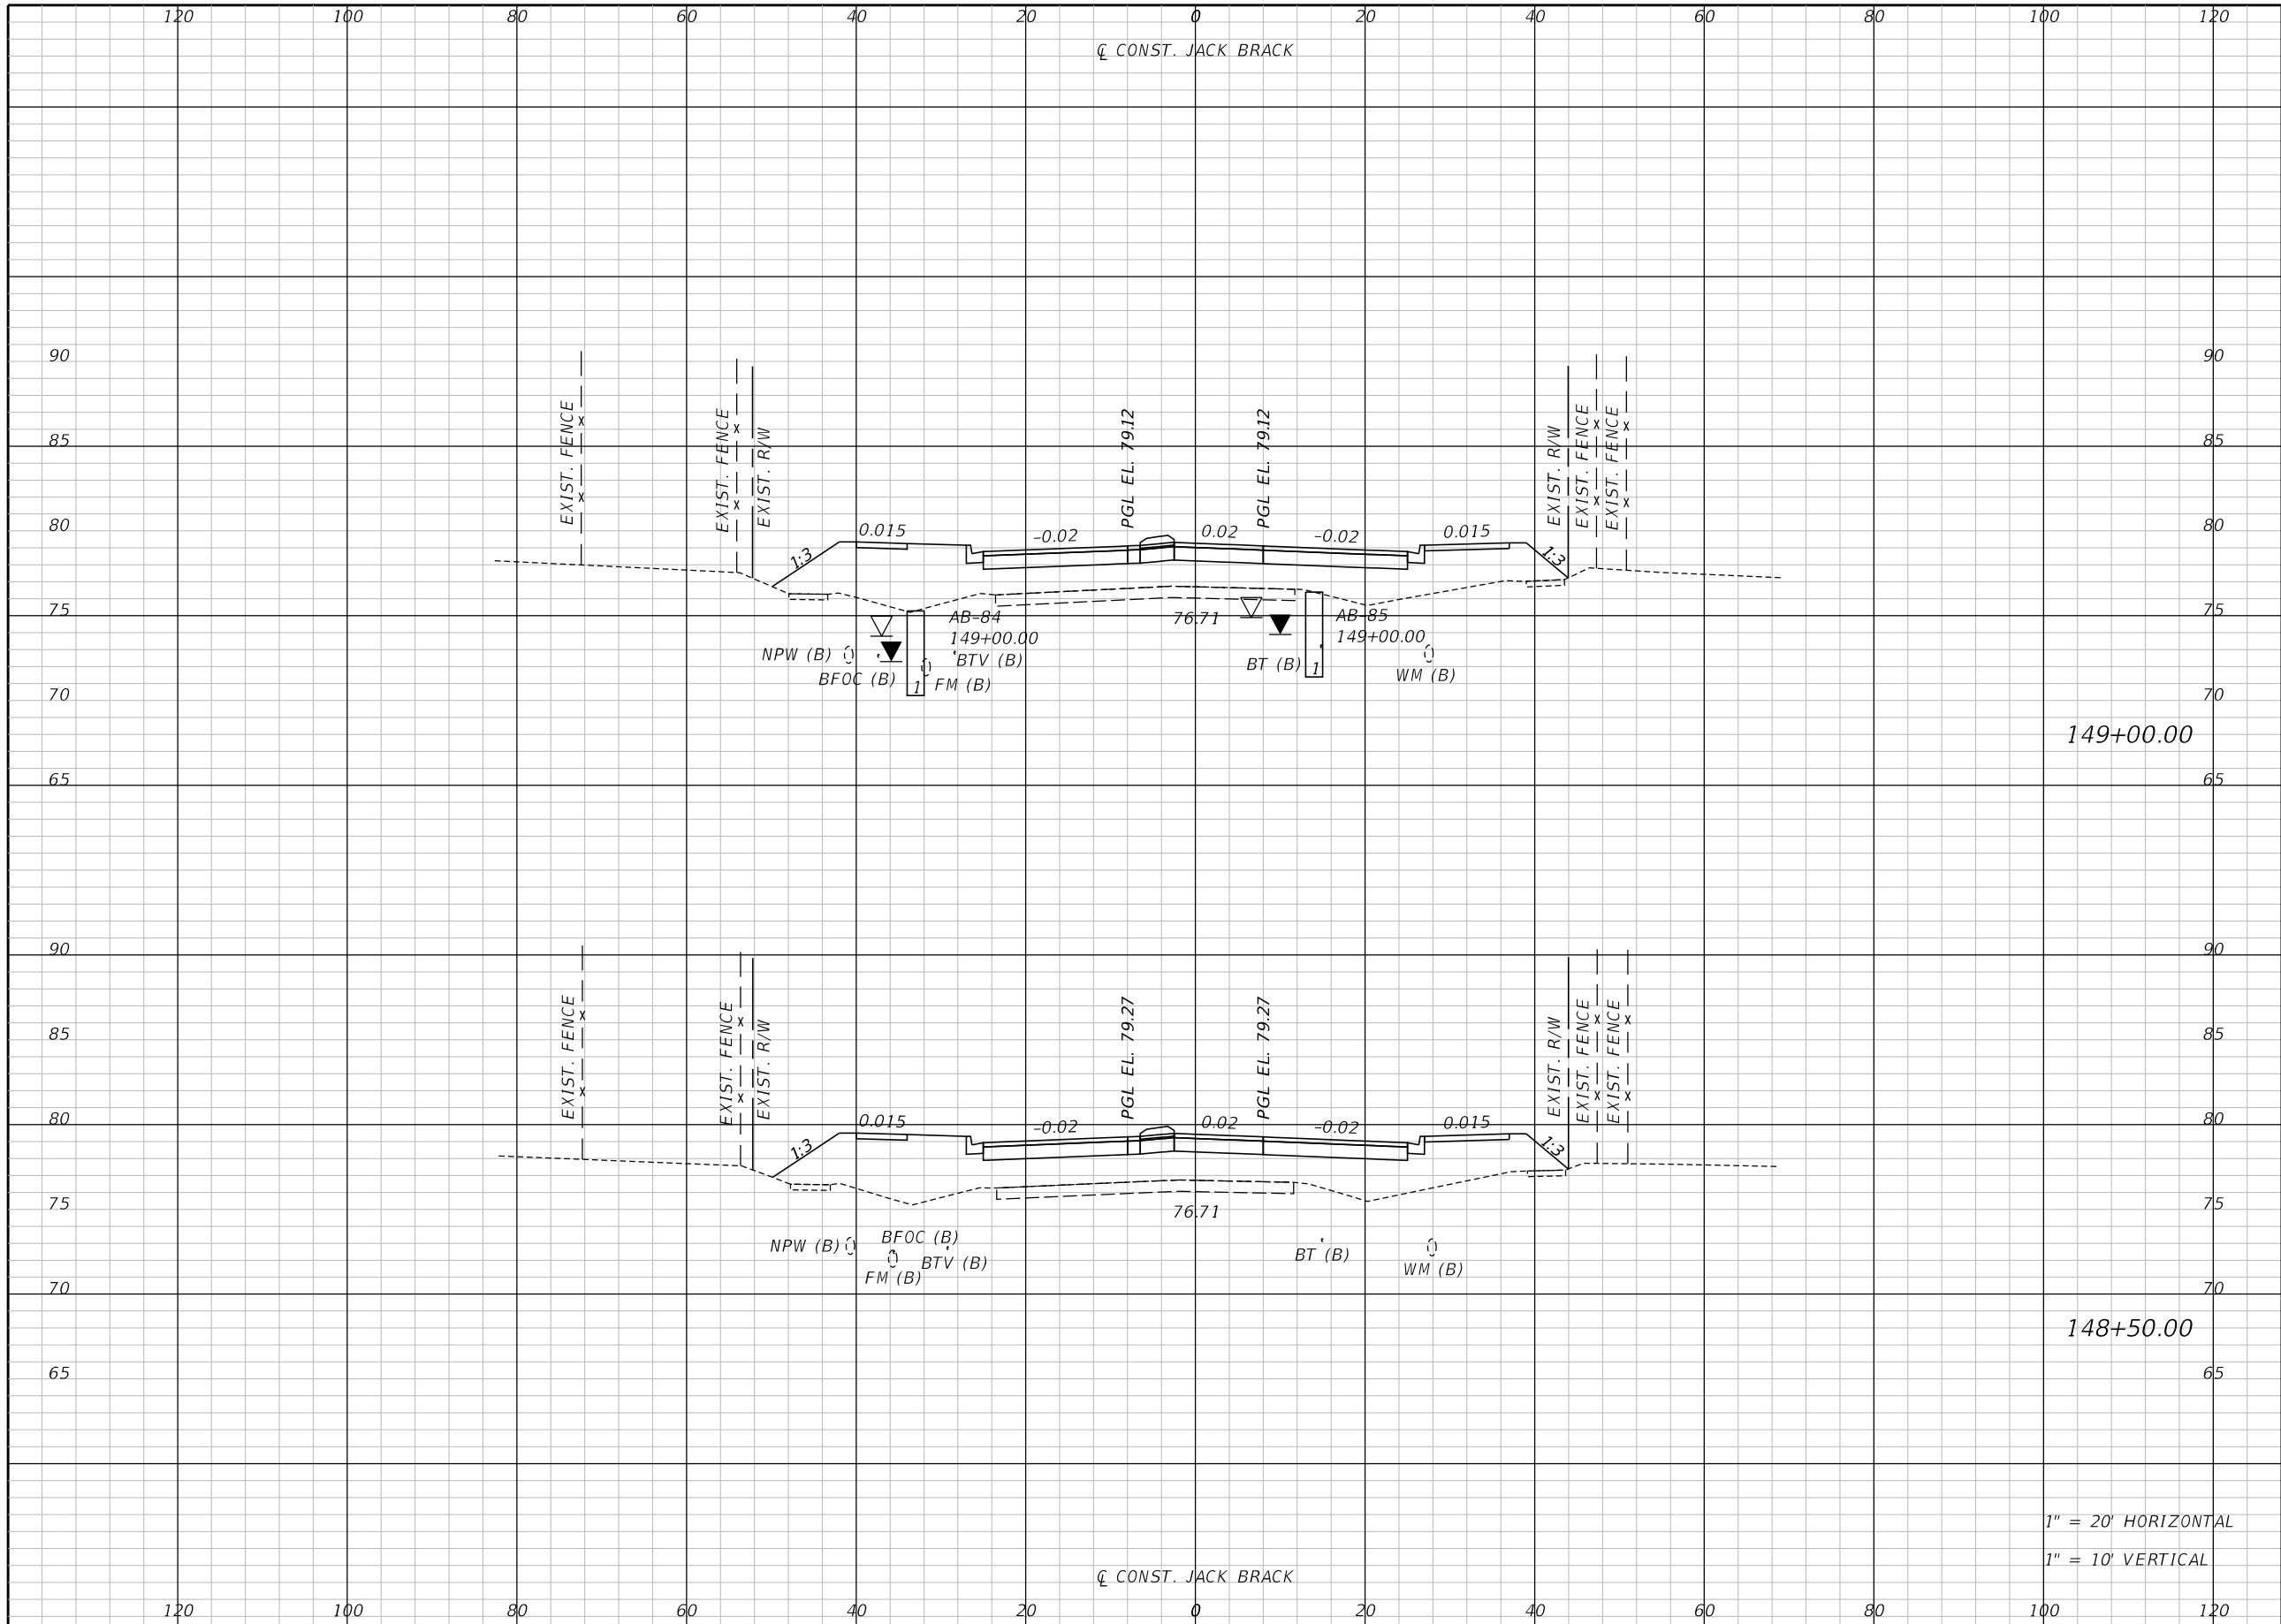 120 100 80 60 40 20 0 20 40 60 80 100 120
℄ CONST. JACK BRACK
90 90
EXIST. FENCE
EXIST. FENCE
EXIST. R/W
PGL EL. 79.12
PGL EL. 79.12
EXIST. R/W
EXIST. FENCE
EXIST. FENCE
85 85
80 80
1:3 0.015 -0.02 0.02 -0.02 0.015 1:3
75 75
76.71
AB-84
149+00.00
AB-85
149+00.00
NPW (B)
BFOC (B)
1
FM (B)
BTV (B)
BT (B)
1
WM (B)
70 70
149+00.00
65 65
90 90
EXIST. FENCE
EXIST. FENCE
EXIST. R/W
PGL EL. 79.27
PGL EL. 79.27
EXIST. R/W
EXIST. FENCE
EXIST. FENCE
85 85
80 80
1:3 0.015 -0.02 0.02 -0.02 0.015 1:3
75 75
76.71
NPW (B)
BFOC (B)
FM (B)
BTV (B)
BT (B)
WM (B)
70 70
148+50.00
65 65
1" = 20' HORIZONTAL
1" = 10' VERTICAL
℄ CONST. JACK BRACK
120 100 80 60 40 20 0 20 40 60 80 100 120